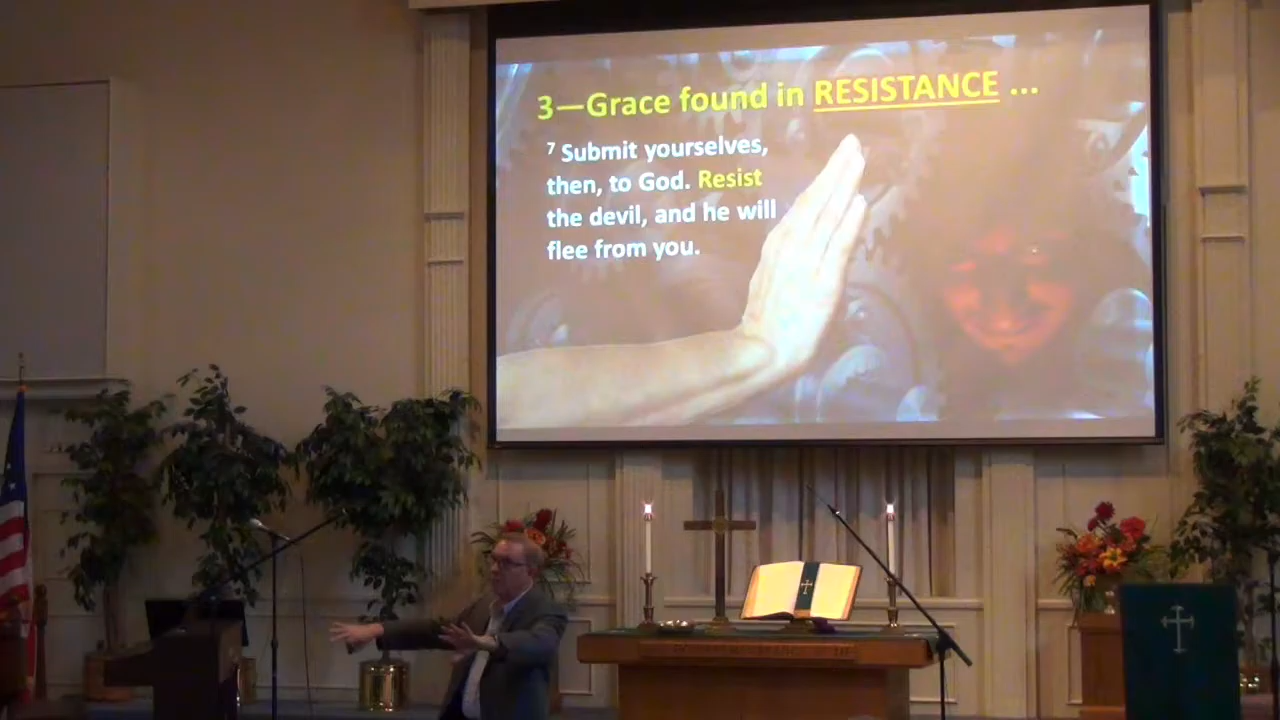 3—Grace found in RESISTANCE ...
⁷ Submit yourselves,
then, to God. Resist
the devil, and he will
flee from you.